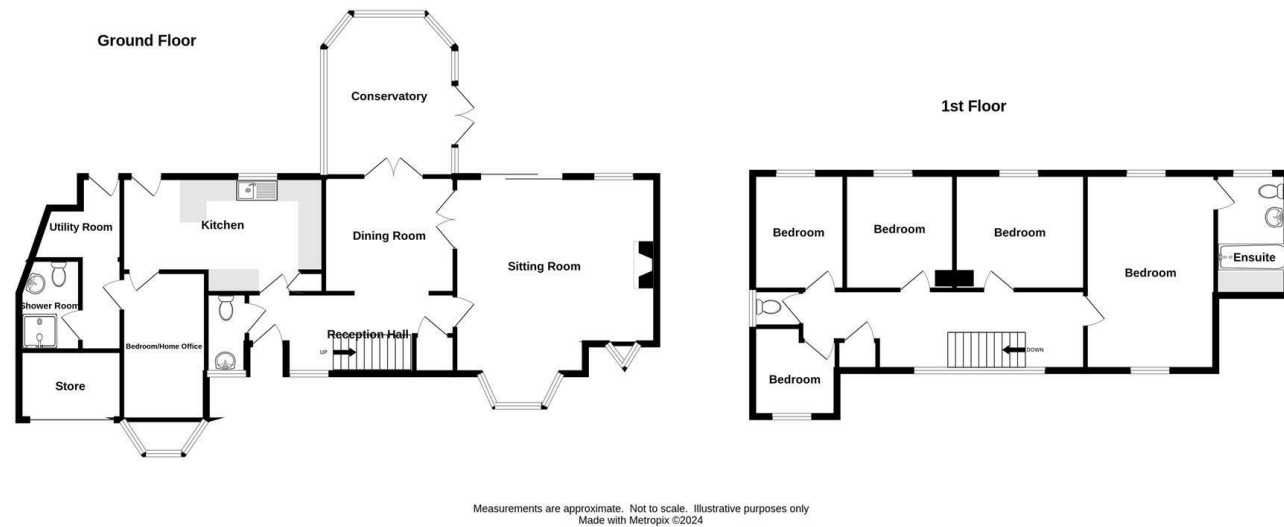 Ground Floor
Conservatory
Utility Room
Kitchen
Dining Room
Sitting Room
Shower Room
Bedroom/Home Office
Reception Hall
UP
Store
1st Floor
Bedroom
Bedroom
Bedroom
Bedroom
Ensuite
Bedroom
DOWN
Measurements are approximate. Not to scale. Illustrative purposes only
Made with Metropix ©2024